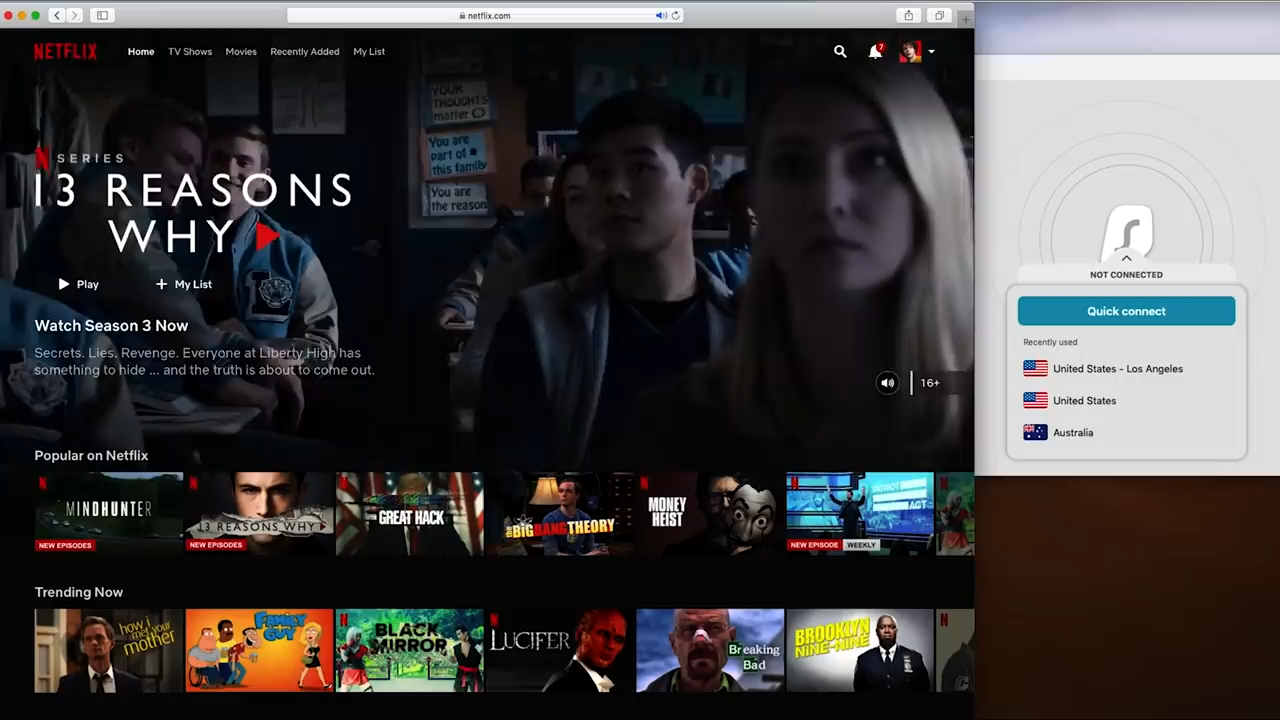 netflix.com
NETFLIX
Home TV Shows Movies Recently Added My List
7
YOUR THOUGHTS matter
You are part of this family
You are the reason
N SERIES
13 REASONS
WHY
Play
My List
Watch Season 3 Now
Secrets. Lies. Revenge. Everyone at Liberty High has
something to hide ... and the truth is about to come out.
16+
Popular on Netflix
MINDHUNTER
NEW EPISODES
13 REASONS WHY
NEW EPISODES
GREAT HACK
THE BIG BANG THEORY
MONEY
HEIST
PATRIOT
ACT
NEW EPISODE WEEKLY
Trending Now
how i
met your
mother
FAMILY
GUY
BLACK
MIRROR
LUCIFER
Breaking
Bad
BROOKLYN
NINE-NINE
NOT CONNECTED
Quick connect
Recently used
United States - Los Angeles
United States
Australia